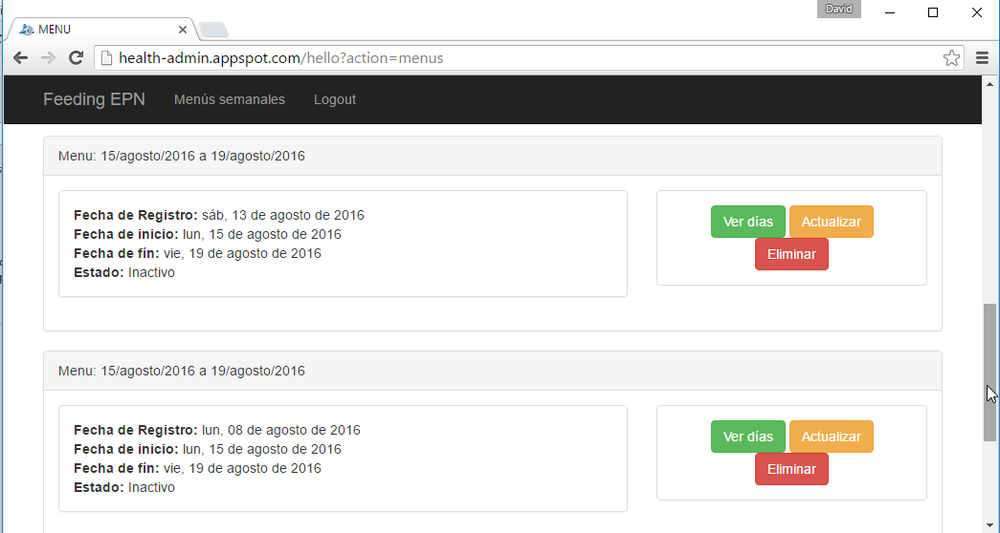 David
MENU
health-admin.appspot.com/hello?action=menus
Feeding EPN Menús semanales Logout
Menu: 15/agosto/2016 a 19/agosto/2016
Fecha de Registro: sáb, 13 de agosto de 2016
Fecha de inicio: lun, 15 de agosto de 2016
Fecha de fín: vie, 19 de agosto de 2016
Estado: Inactivo
Ver días Actualizar
Eliminar
Menu: 15/agosto/2016 a 19/agosto/2016
Fecha de Registro: lun, 08 de agosto de 2016
Fecha de inicio: lun, 15 de agosto de 2016
Fecha de fín: vie, 19 de agosto de 2016
Estado: Inactivo
Ver días Actualizar
Eliminar